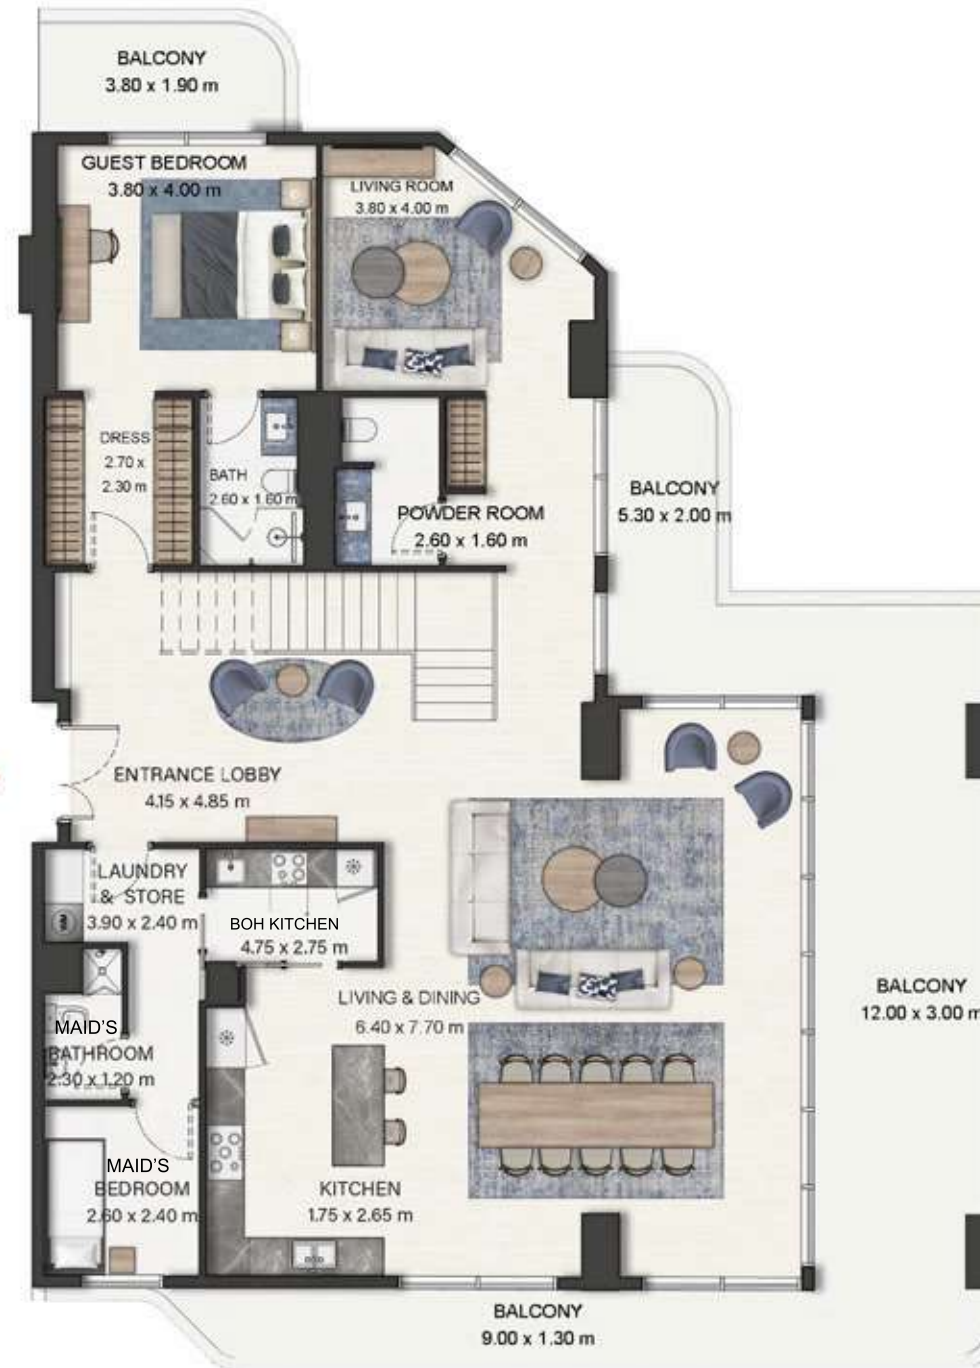 BALCONY
3.80 x 1.90 m
GUEST BEDROOM
3.80 x 4.00 m
LIVING ROOM
3.80 x 4.00 m
DRESS
2.70 x
2.30 m
BATH
2.60 x 1.60 m
POWDER ROOM
2.60 x 1.60 m
BALCONY
5.30 x 2.00 m
ENTRANCE LOBBY
4.15 x 4.85 m
LAUNDRY
& STORE
3.90 x 2.40 m
BOH KITCHEN
4.75 x 2.75 m
LIVING & DINING
6.40 x 7.70 m
BALCONY
12.00 x 3.00 m
MAID'S
BATHROOM
2.30 x 1.20 m
MAID'S
BEDROOM
2.60 x 2.40 m
KITCHEN
1.75 x 2.65 m
BALCONY
9.00 x 1.30 m